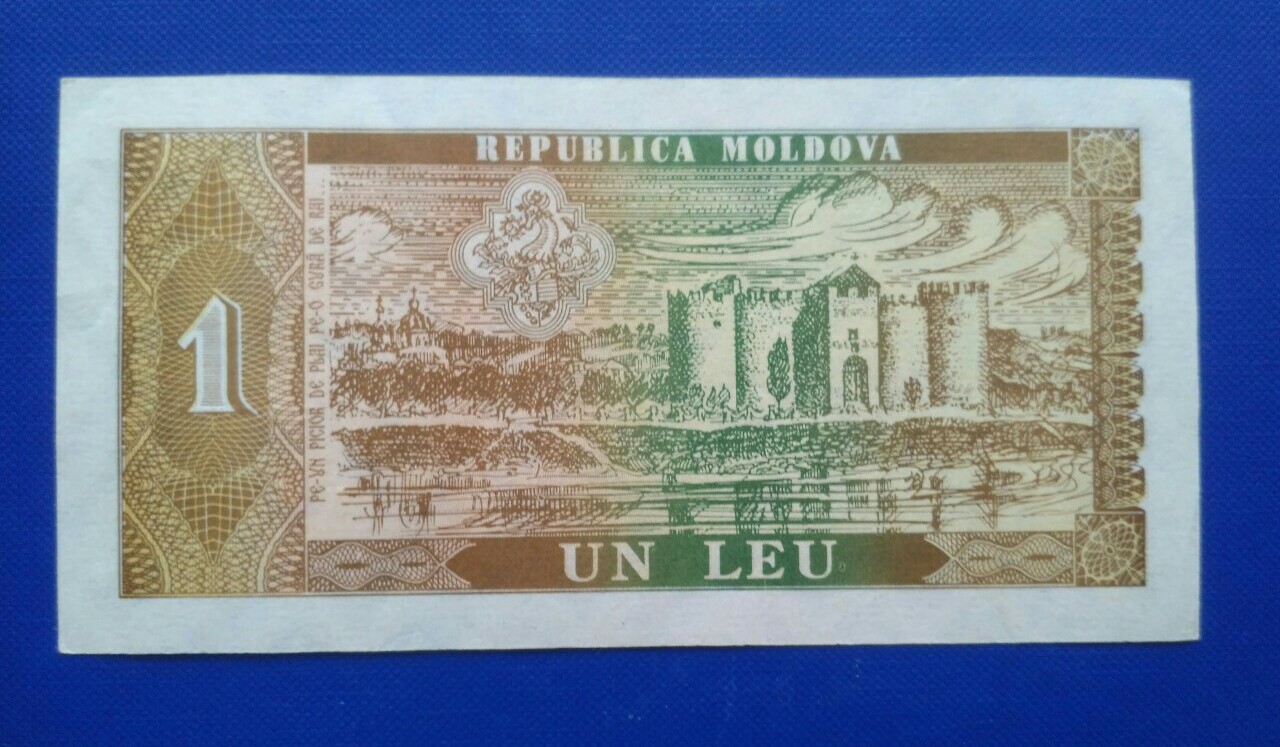 REPUBLICA MOLDOVA
PE-UN PICIOR DE PLAI, PE-O GURĂ DE RAI...
1
UN LEU